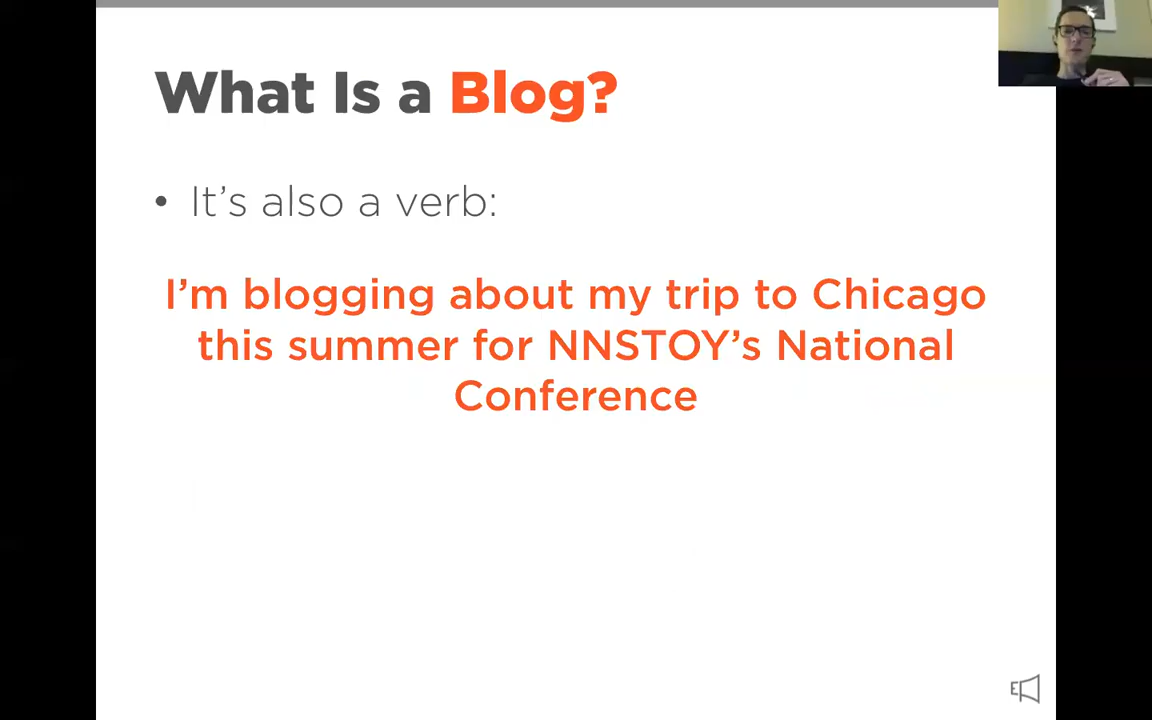 What Is a Blog?
• It’s also a verb:
I’m blogging about my trip to Chicago
this summer for NNSTOY’s National
Conference